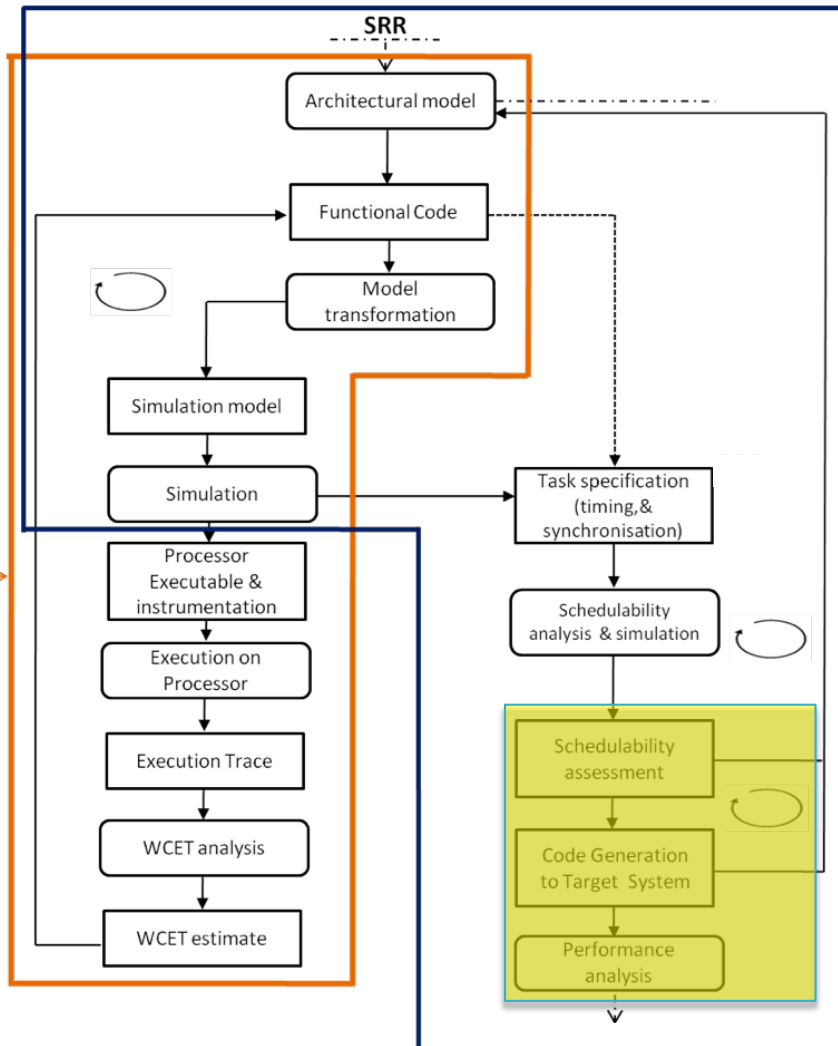 SRR
Architectural model
Functional Code
Model
transformation
Simulation model
Simulation
Task specification
(timing,&
synchronisation)
Processor
Executable &
instrumentation
Schedulability
analysis & simulation
Execution on
Processor
Schedulability
assessment
Execution Trace
WCET analysis
Code Generation
to Target System
WCET estimate
Performance
analysis